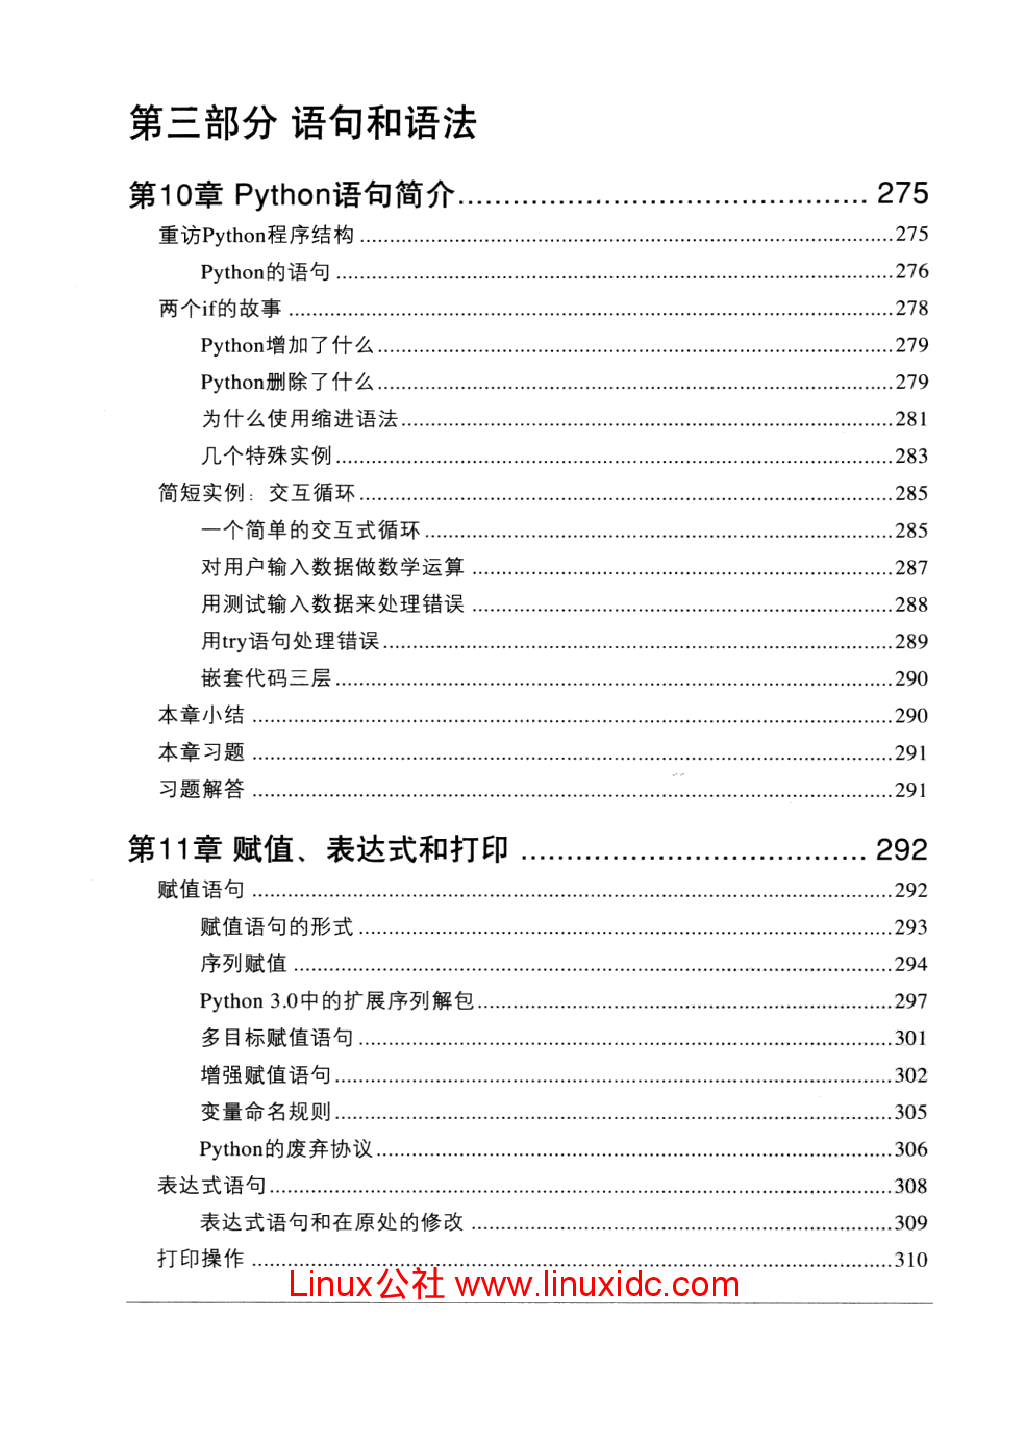 第三部分 语句和语法
第10章 Python语句简介 275
重访Python程序结构 275
Python的语句 276
两个if的故事 278
Python增加了什么 279
Python删除了什么 279
为什么使用缩进语法 281
几个特殊实例 283
简短实例：交互循环 285
一个简单的交互式循环 285
对用户输入数据做数学运算 287
用测试输入数据来处理错误 288
用try语句处理错误 289
嵌套代码三层 290
本章小结 290
本章习题 291
习题解答 291
第11章 赋值、表达式和打印 292
赋值语句 292
赋值语句的形式 293
序列赋值 294
Python 3.0中的扩展序列解包 297
多目标赋值语句 301
增强赋值语句 302
变量命名规则 305
Python的废弃协议 306
表达式语句 308
表达式语句和在原处的修改 309
打印操作 310
Linux公社 www.linuxidc.com